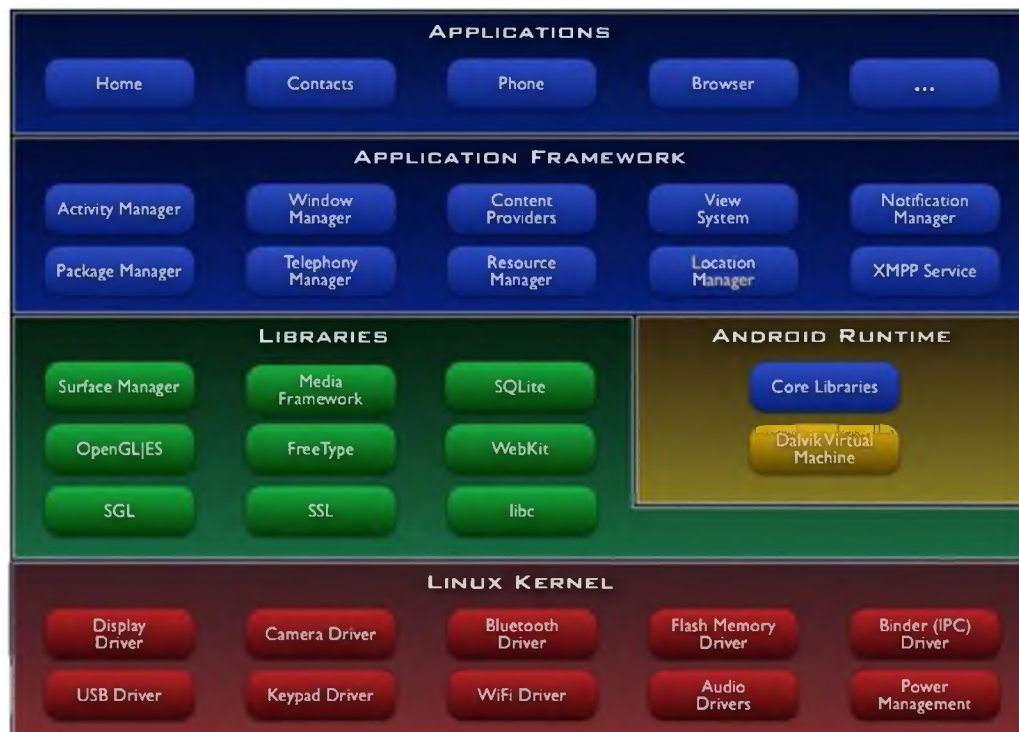 APPLICATIONS
Home
Contacts
Phone
Browser
...
APPLICATION FRAMEWORK
Activity Manager
Window
Manager
Content
Providers
View
System
Notification
Manager
Package Manager
Telephony
Manager
Resource
Manager
Location
Manager
XMPP Service
LIBRARIES
Surface Manager
Media
Framework
SQLite
OpenGL|ES
FreeType
WebKit
SGL
SSL
libc
ANDROID RUNTIME
Core Libraries
Dalvik Virtual
Machine
LINUX KERNEL
Display
Driver
Camera Driver
Bluetooth
Driver
Flash Memory
Driver
Binder (IPC)
Driver
USB Driver
Keypad Driver
WiFi Driver
Audio
Drivers
Power
Management